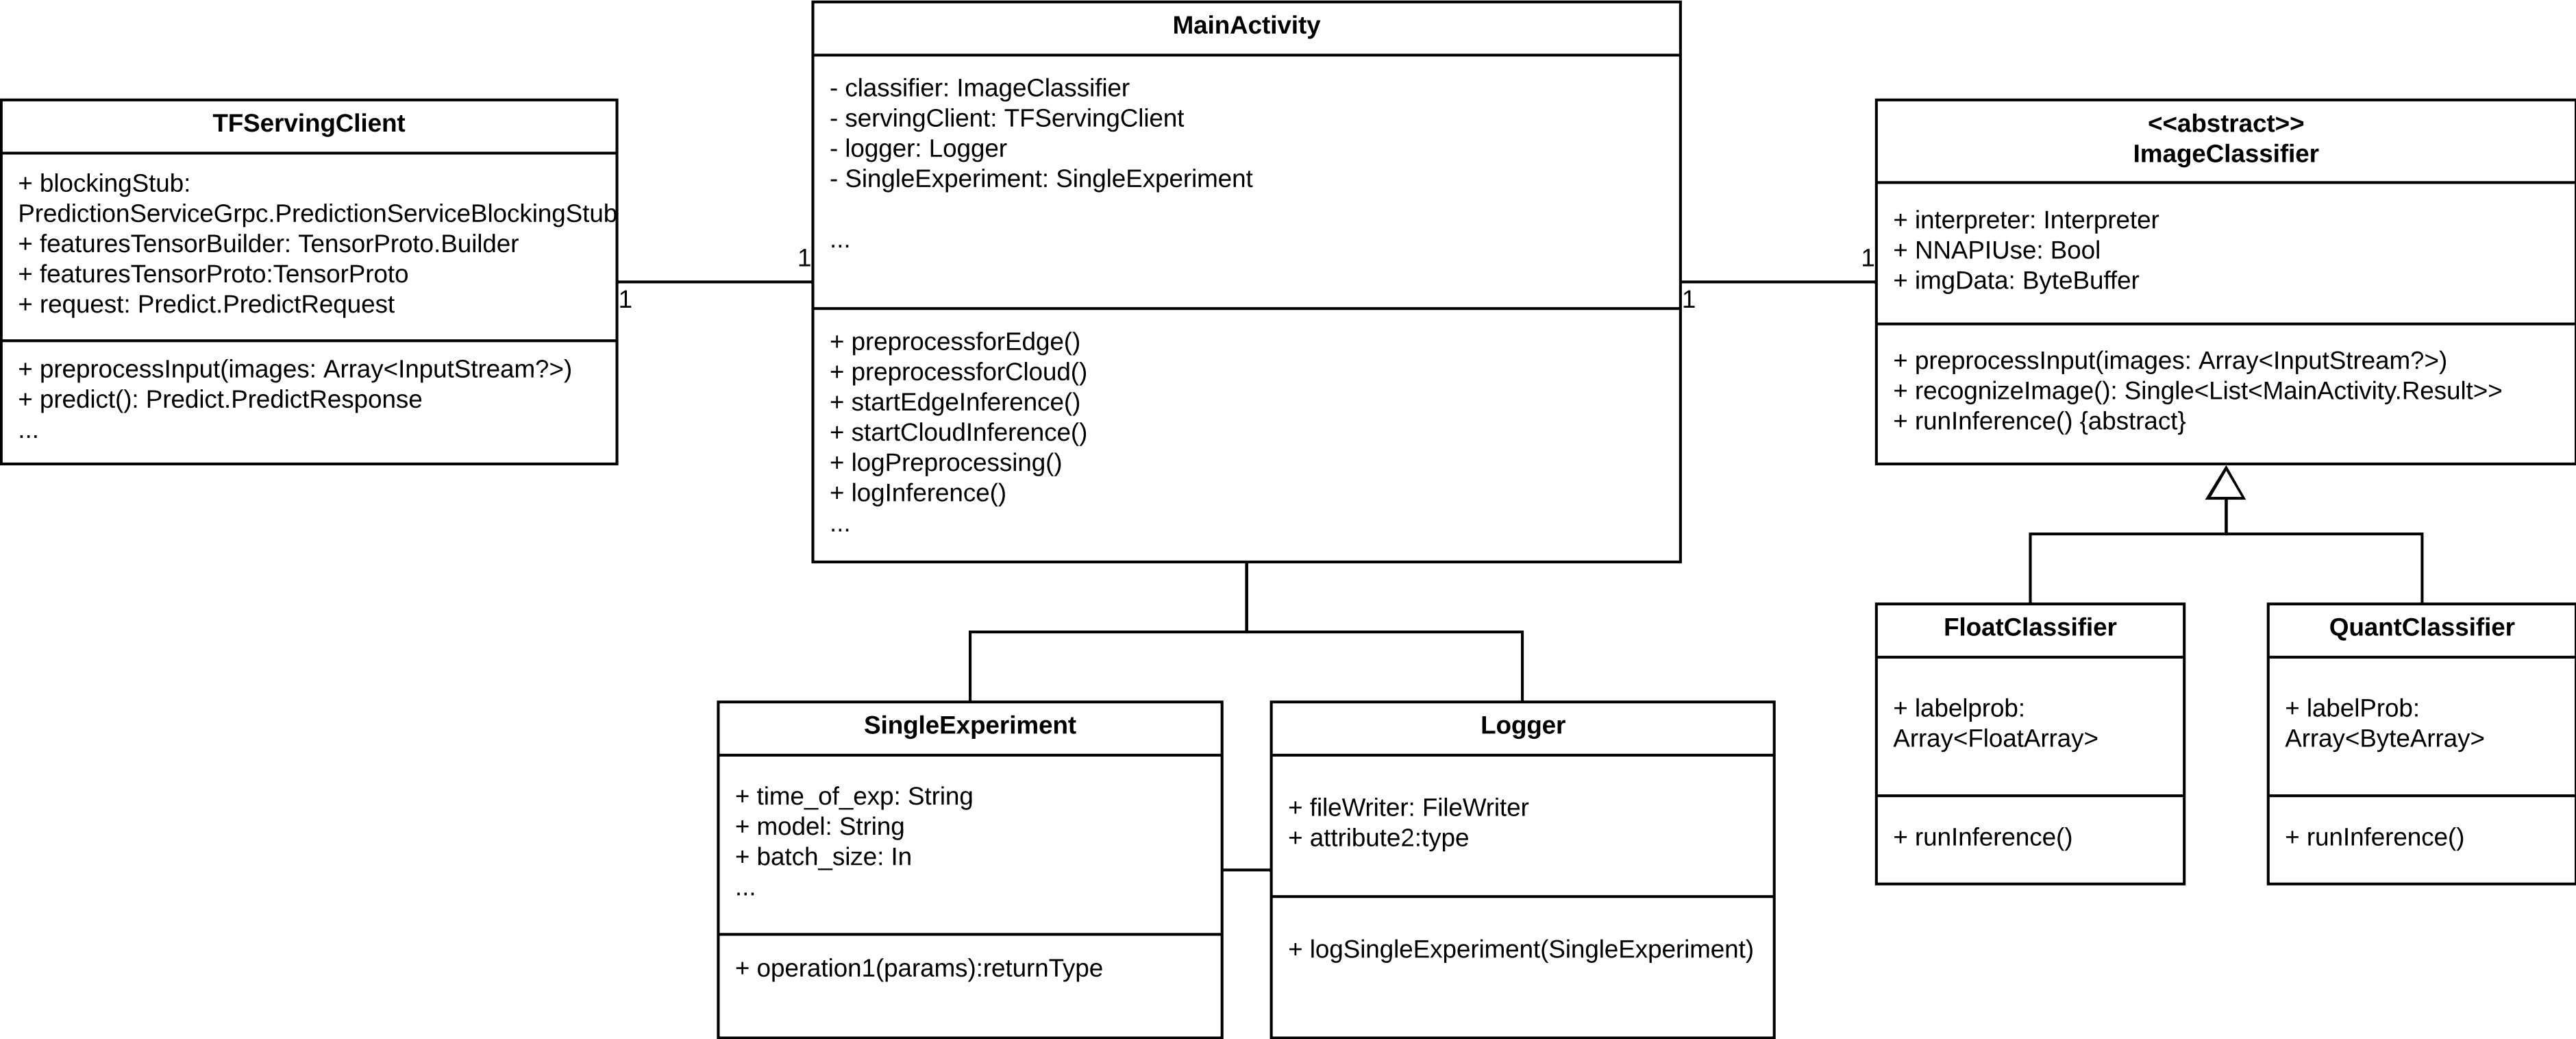 MainActivity
- classifier: ImageClassifier
- servingClient: TFServingClient
- logger: Logger
- SingleExperiment: SingleExperiment
...
+ preprocessforEdge()
+ preprocessforCloud()
+ startEdgeInference()
+ startCloudInference()
+ logPreprocessing()
+ logInference()
...
TFServingClient
+ blockingStub:
PredictionServiceGrpc.PredictionServiceBlockingStub
+ featuresTensorBuilder: TensorProto.Builder
+ featuresTensorProto:TensorProto
+ request: Predict.PredictRequest
+ preprocessInput(images: Array<InputStream?>)
+ predict(): Predict.PredictResponse
...
1
1
1
1
<<abstract>>
ImageClassifier
+ interpreter: Interpreter
+ NNAPIUse: Bool
+ imgData: ByteBuffer
+ preprocessInput(images: Array<InputStream?>)
+ recognizeImage(): Single<List<MainActivity.Result>>
+ runInference() {abstract}
SingleExperiment
+ time_of_exp: String
+ model: String
+ batch_size: In
...
+ operation1(params):returnType
Logger
+ fileWriter: FileWriter
+ attribute2:type
+ logSingleExperiment(SingleExperiment)
FloatClassifier
+ labelprob:
Array<FloatArray>
+ runInference()
QuantClassifier
+ labelProb:
Array<ByteArray>
+ runInference()